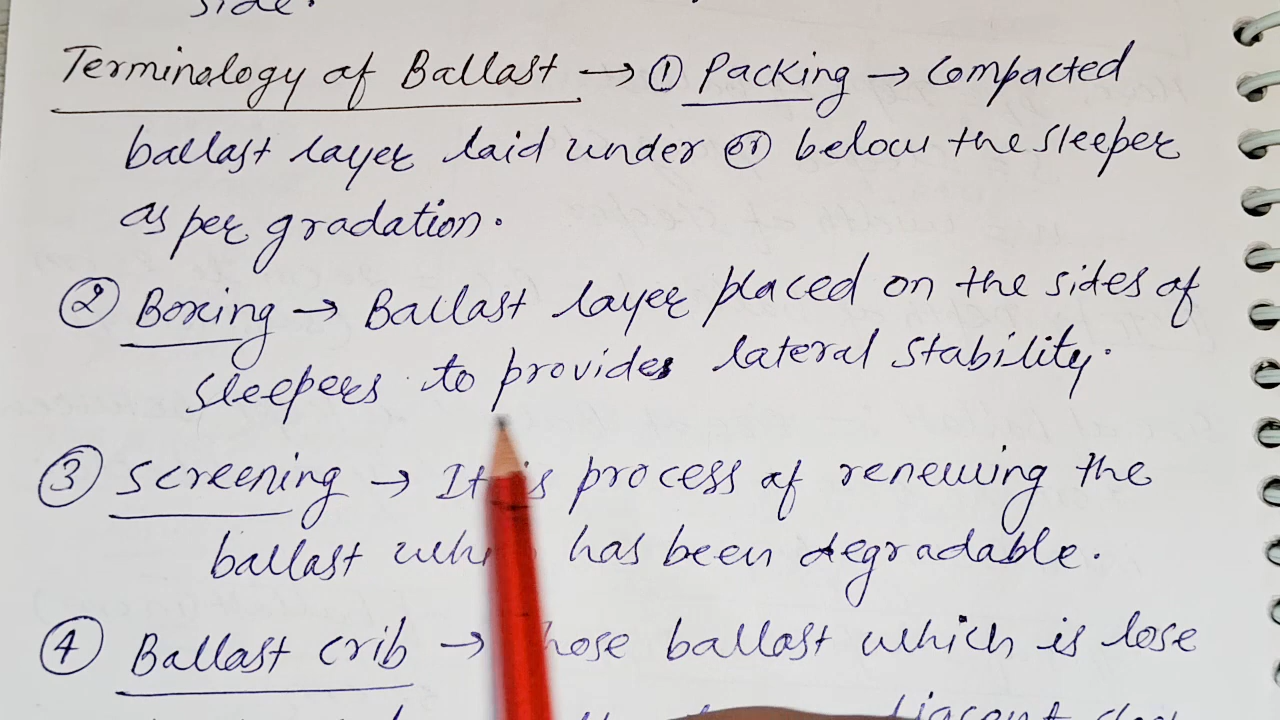 side.
Terminology of Ballast → ① Packing → Compacted
ballast layer laid under or below the sleeper
as per gradation.
② Boxing → Ballast layer placed on the sides of
sleepers to provides lateral stability.
③ Screening → It is process of renewing the
ballast has been degradable.
④ Ballast crib → ballast which is lose